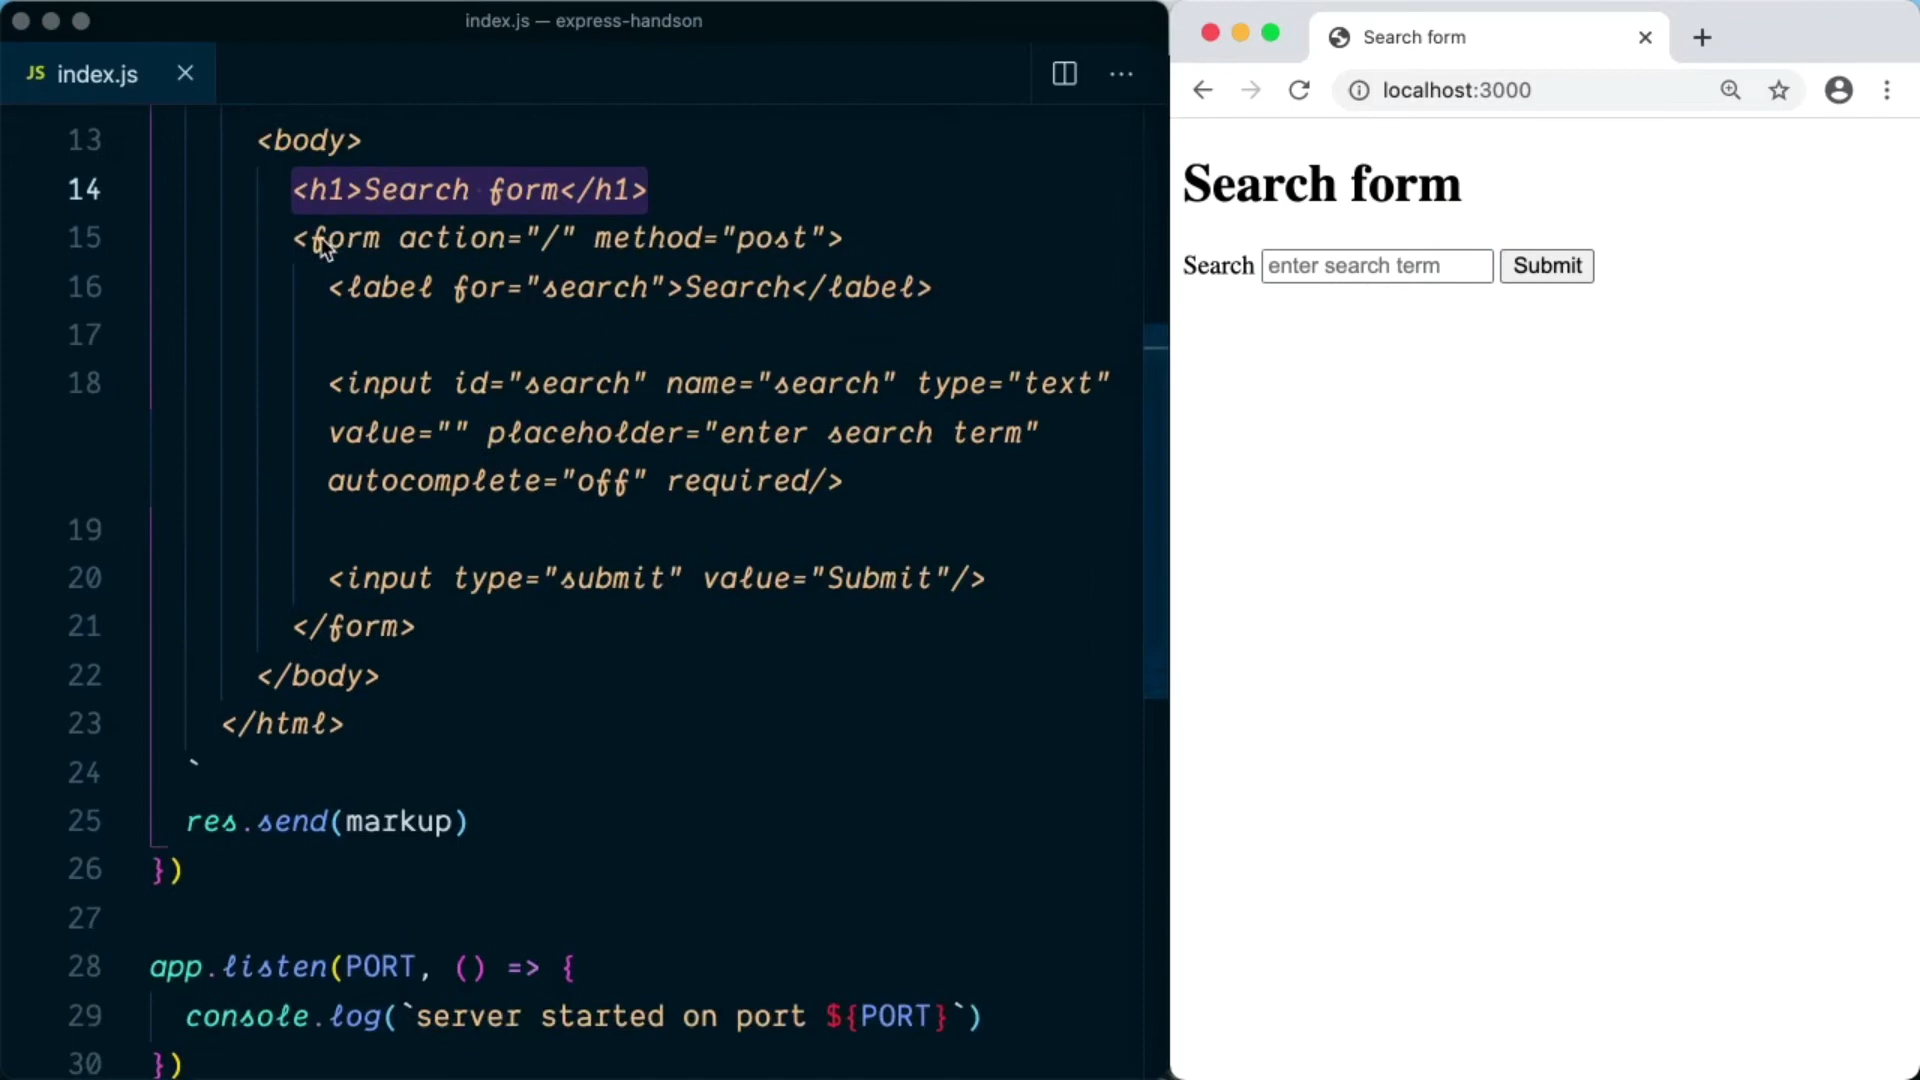 index.js — express-handson
JS index.js
13 <body>
14 <h1>Search form</h1>
15 <form action="/" method="post">
16 <label for="search">Search</label>
17
18 <input id="search" name="search" type="text"
value="" placeholder="enter search term"
autocomplete="off" required/>
19
20 <input type="submit" value="Submit"/>
21 </form>
22 </body>
23 </html>
24 `
25 res.send(markup)
26 })
27
28 app.listen(PORT, () => {
29 console.log(`server started on port ${PORT}`)
30 })
Search form
localhost:3000
Search form
Search enter search term Submit